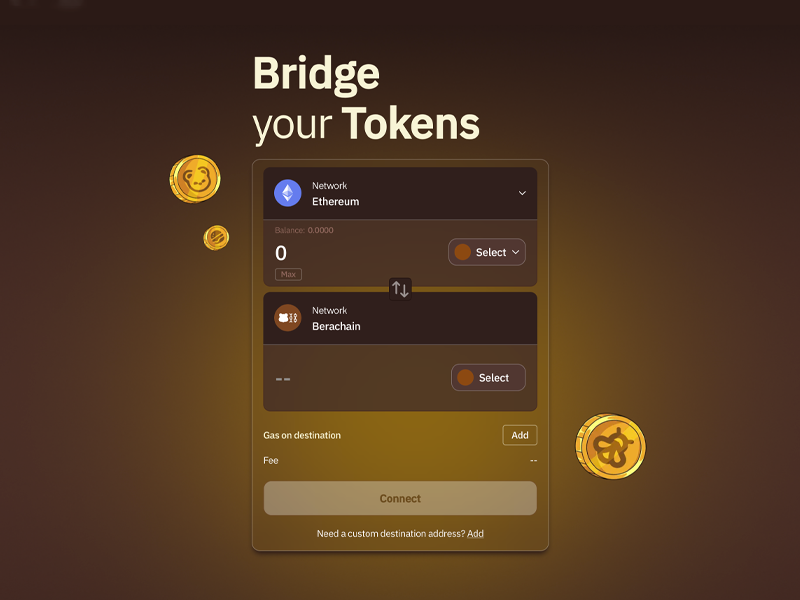 Bridge
your Tokens
Network
Ethereum
Balance: 0.0000
0
Select
Max
Network
Berachain
--
Select
Gas on destination
Add
Fee
--
Connect
Need a custom destination address? Add